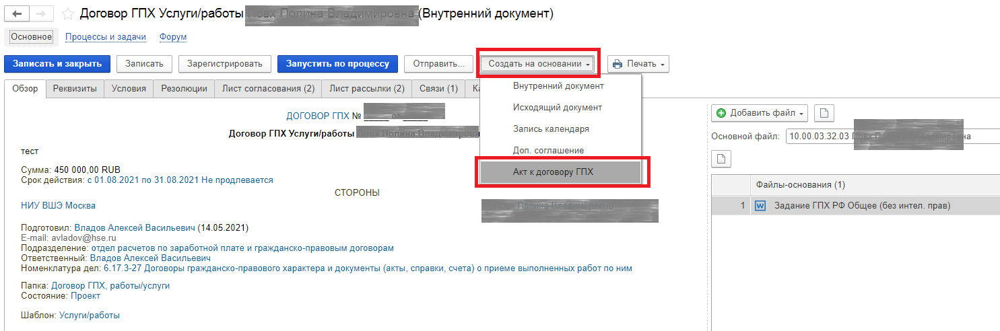 Договор ГПХ Услуги/работы (Внутренний документ)
Основное Процессы и задачи Форум
Записать и закрыть Записать Зарегистрировать Запустить по процессу Отправить... Создать на основании Печать
Обзор Реквизиты Условия Резолюции Лист согласования (2) Лист рассылки (2) Связи (1)
Внутренний документ
Исходящий документ
Запись календаря
Доп. соглашение
Акт к договору ГПХ
ДОГОВОР ГПХ №
Договор ГПХ Услуги/работы
тест
Сумма: 450 000,00 RUB
Срок действия: с 01.08.2021 по 31.08.2021 Не продлевается
СТОРОНЫ
НИУ ВШЭ Москва
Подготовил: Владов Алексей Васильевич (14.05.2021)
E-mail: avladov@hse.ru
Подразделение: отдел расчетов по заработной плате и гражданско-правовым договорам
Ответственный: Владов Алексей Васильевич
Номенклатура дел: 6.17.3-27 Договоры гражданско-правового характера и документы (акты, справки, счета) о приеме выполненных работ по ним
Папка: Договор ГПХ, работы/услуги
Состояние: Проект
Шаблон: Услуги/работы
Добавить файл
Основной файл: 10.00.03.32.03
Файлы-основания (1)
1 Задание ГПХ РФ Общее (без интел. прав)